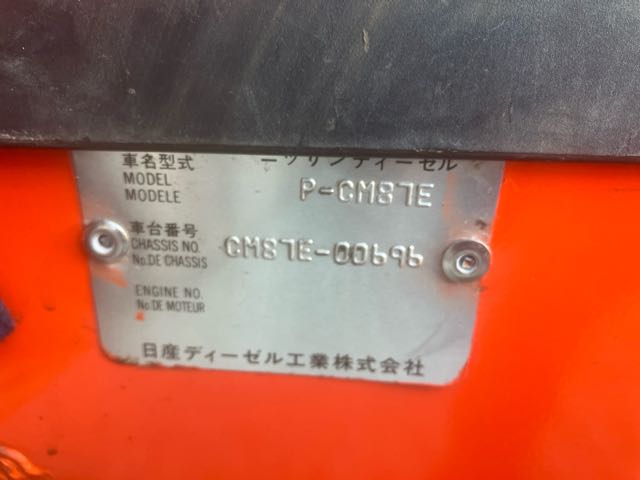 車名型式 ニッサンディーゼル
MODEL
MODELE P-CM87E
車台番号
CHASSIS NO. CM87E-00696
No.DE CHASSIS
ENGINE NO.
No.DE MOTEUR
日産ディーゼル工業株式会社